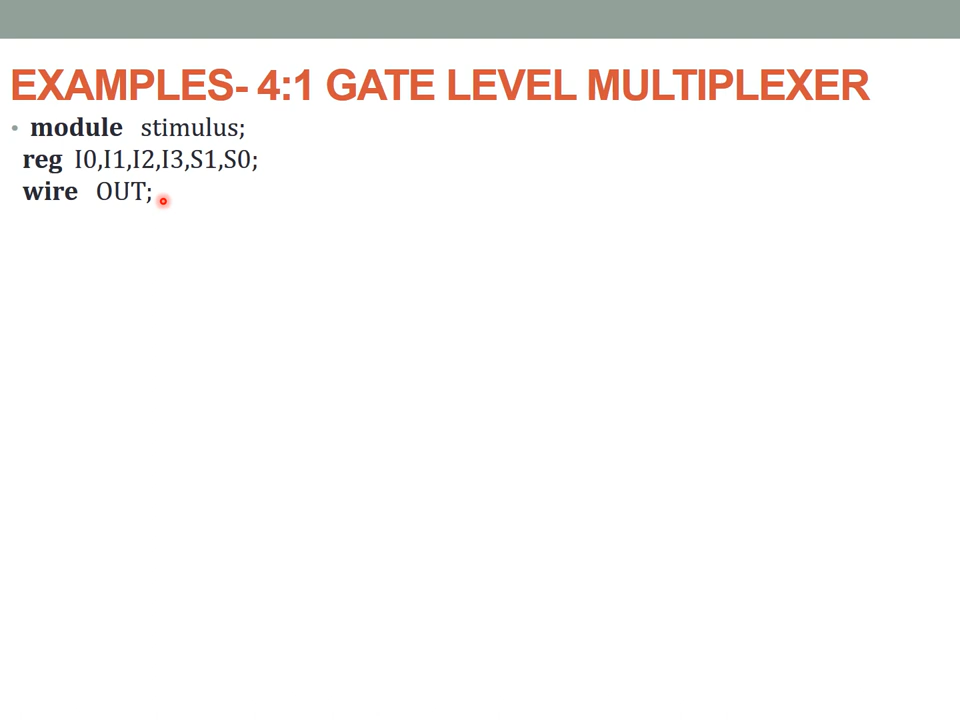 EXAMPLES- 4:1 GATE LEVEL MULTIPLEXER
• module stimulus;
reg I0,I1,I2,I3,S1,S0;
wire OUT;